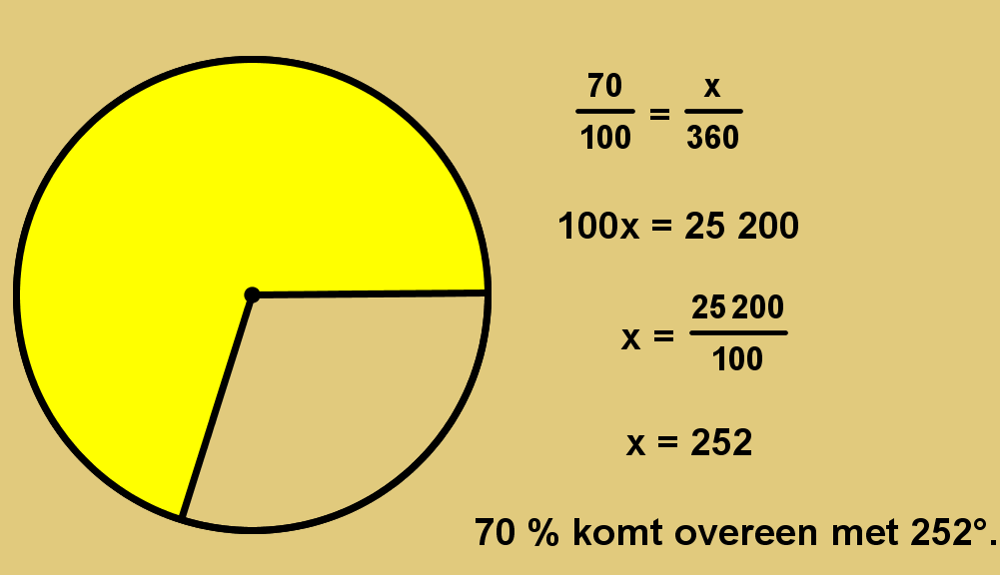 70/100 = x/360
100x = 25 200
x = 25 200/100
x = 252
70 % komt overeen met 252°.